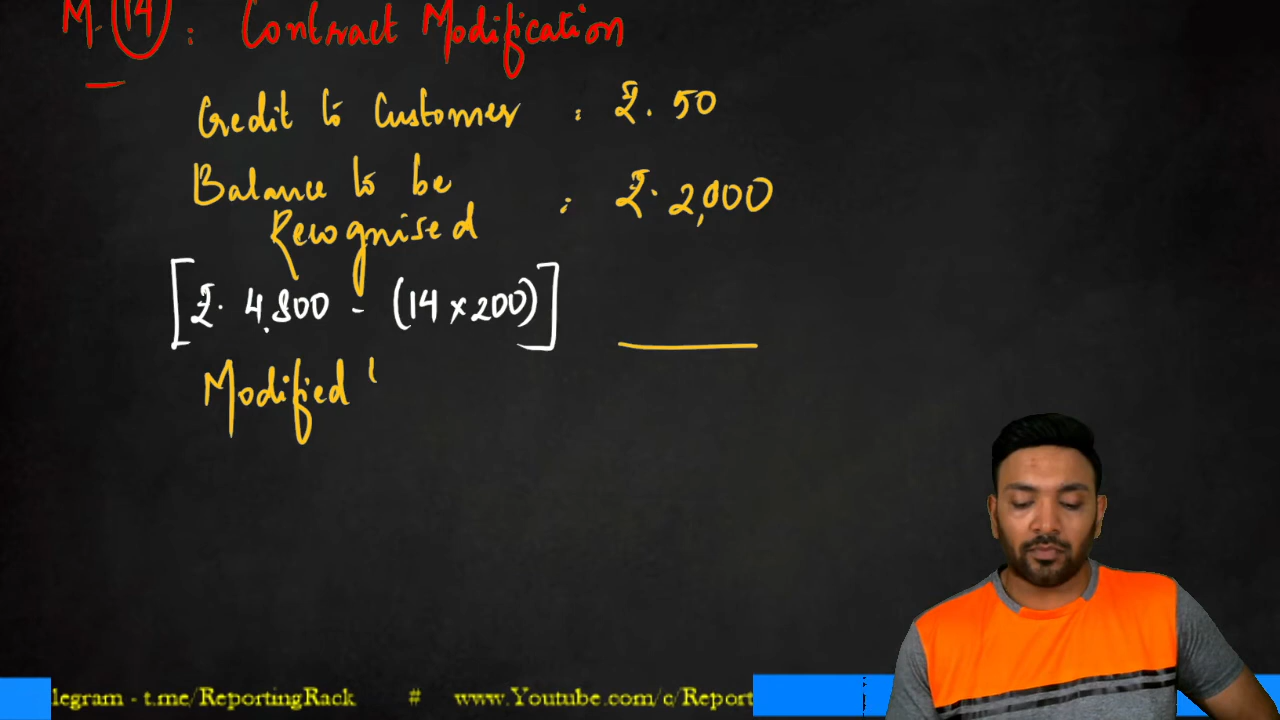 M.(14) : Contract Modification
Credit to Customer : ₹. 50
Balance to be
Recognised : ₹. 2,000
[₹. 4,800 - (14 x 200)]
Modified
legram - t.me/ReportingRack # www.Youtube.com/c/Report